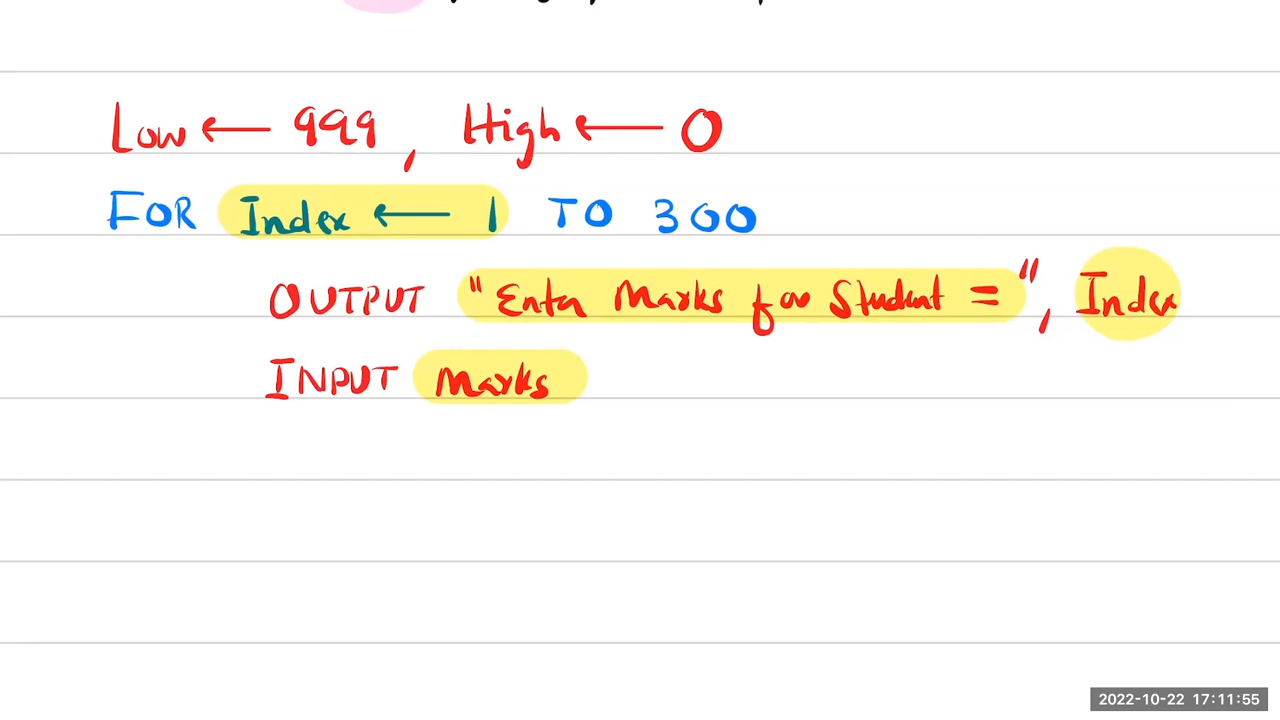 Low ← 999, High ← 0
FOR Index ← 1 TO 300
OUTPUT "Enter Marks for Student = ", Index
INPUT Marks
2022-10-22 17:11:55